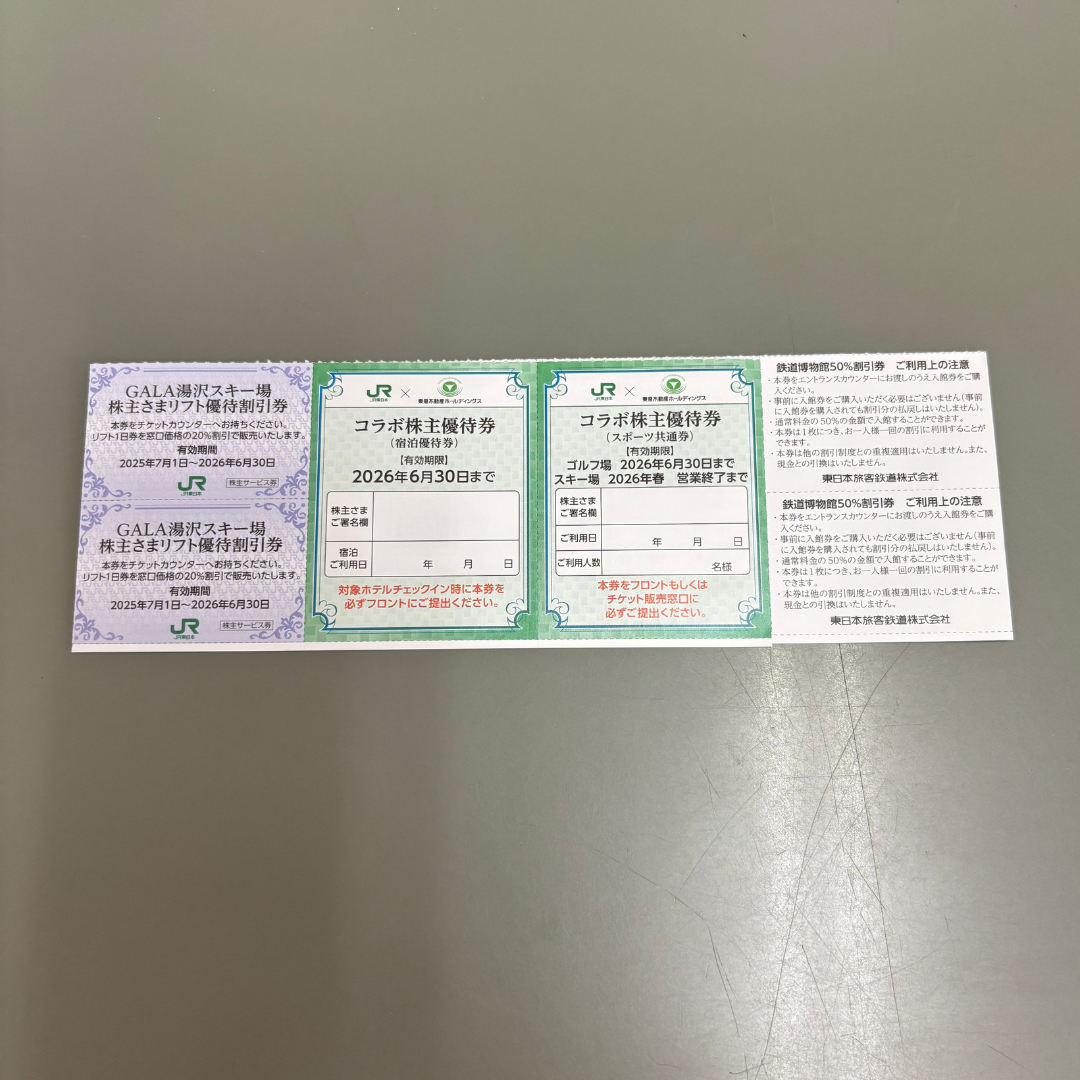 GALA湯沢スキー場
株主さまリフト優待割引券
本券をチケットカウンターへお持ちください。
リフト1日券を窓口価格の20%割引で販売いたします。
有効期間
2025年7月1日～2026年6月30日
JR
JR東日本
株主サービス券
GALA湯沢スキー場
株主さまリフト優待割引券
本券をチケットカウンターへお持ちください。
リフト1日券を窓口価格の20%割引で販売いたします。
有効期間
2025年7月1日～2026年6月30日
JR
JR東日本
株主サービス券
JR × 
JR東日本 東急不動産ホールディングス
コラボ株主優待券
（宿泊優待券）
【有効期限】
2026年6月30日まで
株主さま
ご署名欄
宿泊
ご利用日
年 月 日
対象ホテルチェックイン時に本券を
必ずフロントにご提出ください。
JR ×
JR東日本 東急不動産ホールディングス
コラボ株主優待券
（スポーツ共通券）
【有効期限】
ゴルフ場 2026年6月30日まで
スキー場 2026年春 営業終了まで
株主さま
ご署名欄
ご利用日
年 月 日
ご利用人数
名様
本券をフロントもしくは
チケット販売窓口に
必ずご提出ください。
鉄道博物館50%割引券 ご利用上の注意
・本券をエントランスカウンターにお渡しのうえ入館券をご購
入ください。
・事前に入館券をご購入いただく必要はございません（事前
に入館券を購入されても割引分の払戻しはいたしません）。
・通常料金の50%の金額で入館することができます。
・本券は1枚につき、お一人様一回の割引に利用することが
できます。
・本券は他の割引制度との重複適用はいたしません。また、
現金との引換はいたしません。
東日本旅客鉄道株式会社
鉄道博物館50%割引券 ご利用上の注意
・本券をエントランスカウンターにお渡しのうえ入館券をご購
入ください。
・事前に入館券をご購入いただく必要はございません（事前
に入館券を購入されても割引分の払戻しはいたしません）。
・通常料金の50%の金額で入館することができます。
・本券は1枚につき、お一人様一回の割引に利用することが
できます。
・本券は他の割引制度との重複適用はいたしません。また、
現金との引換はいたしません。
東日本旅客鉄道株式会社